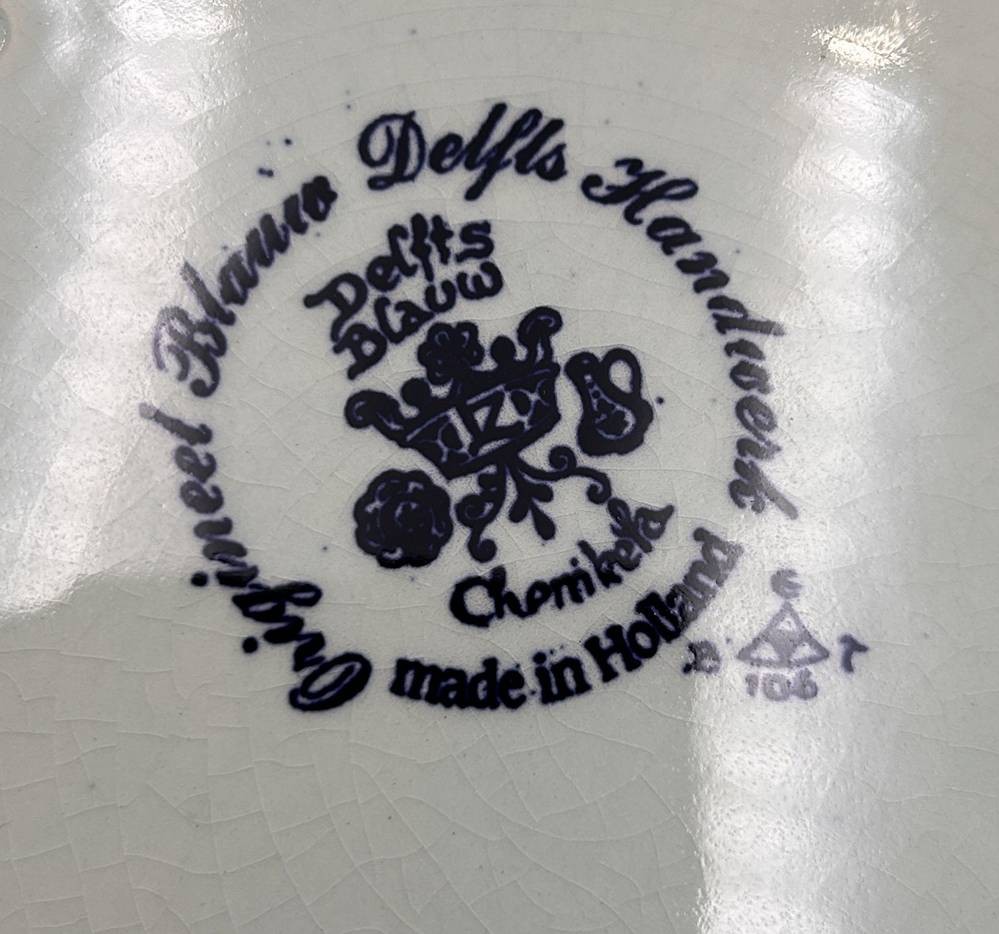 Origineel Blauw Delfts Handwerk
Delfts
Blauw
Chemkefa
made in Holland
B
E
T
106